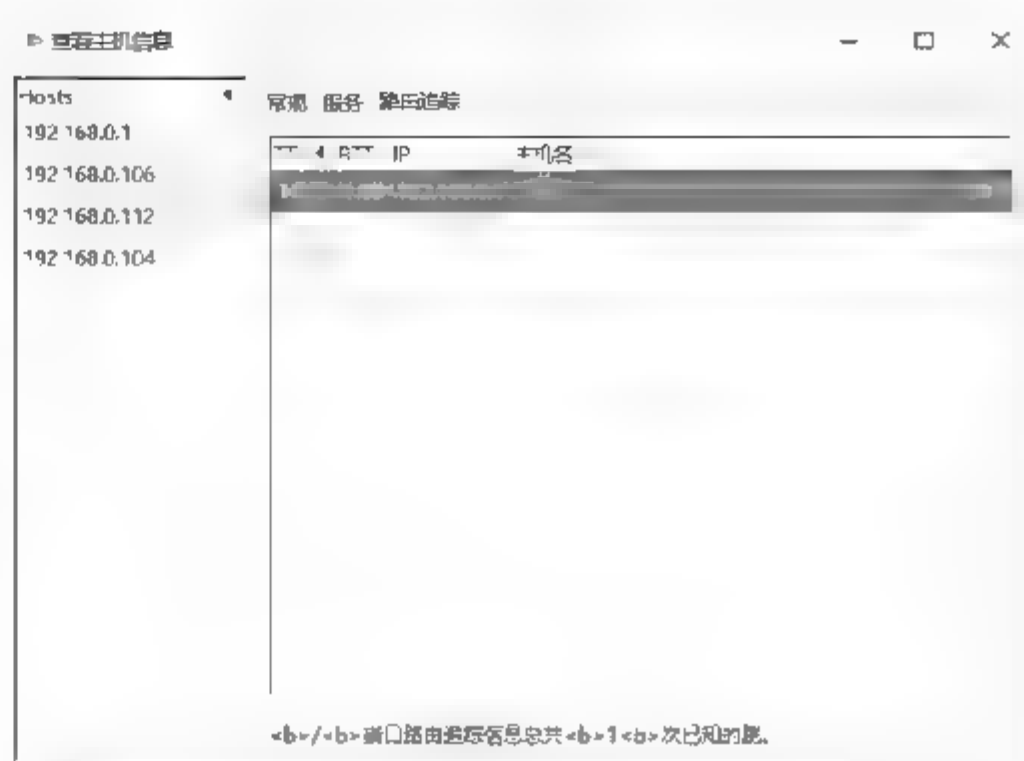 查看主机信息
Hosts
常规 服务 路由追踪
192.168.0.1
192.168.0.106
192.168.0.112
192.168.0.104
TTL RTT IP 主机名
<b>/<b> 端口路由追踪信息总共<b>1<b>次已知的